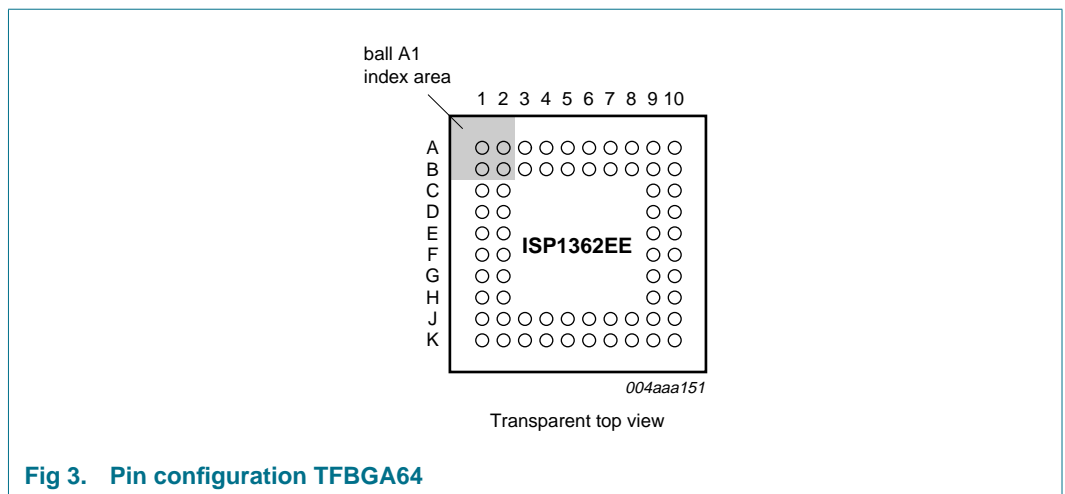 ball A1
index area
1 2 3 4 5 6 7 8 9 10
A
B
C
D
E
F
G
H
J
K
ISP1362EE
004aaa151
Transparent top view
Fig 3. Pin configuration TFBGA64